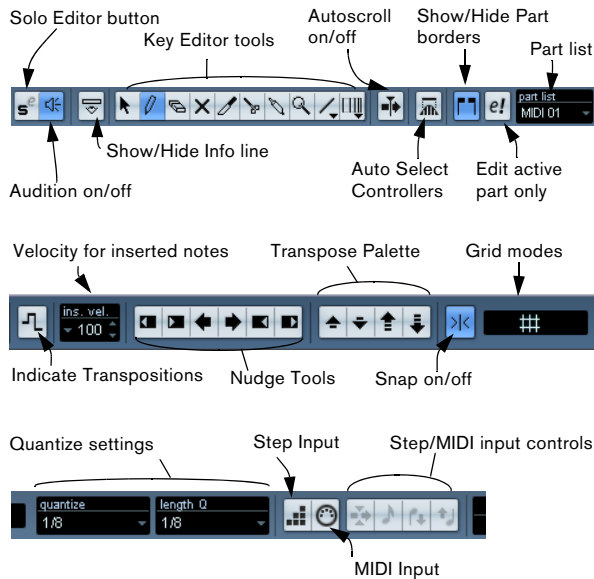 Solo Editor button
Key Editor tools
Autoscroll
on/off
Show/Hide Part
borders
Part list
se
e!
part list
MIDI 01
Show/Hide Info line
Audition on/off
Auto Select
Controllers
Edit active
part only
Velocity for inserted notes
Transpose Palette
Grid modes
ins. vel.
100
Indicate Transpositions
Nudge Tools
Snap on/off
Quantize settings
Step Input
Step/MIDI input controls
quantize
1/8
length Q
1/8
MIDI Input